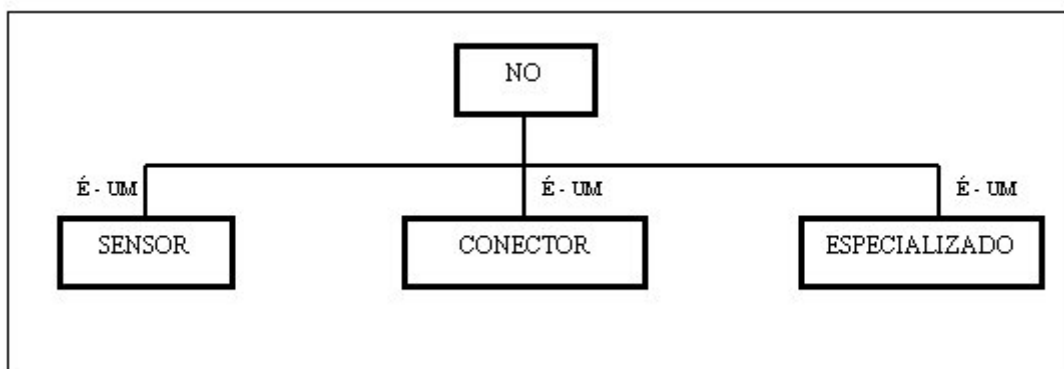 NO
É - UM
É - UM
É - UM
SENSOR
CONECTOR
ESPECIALIZADO